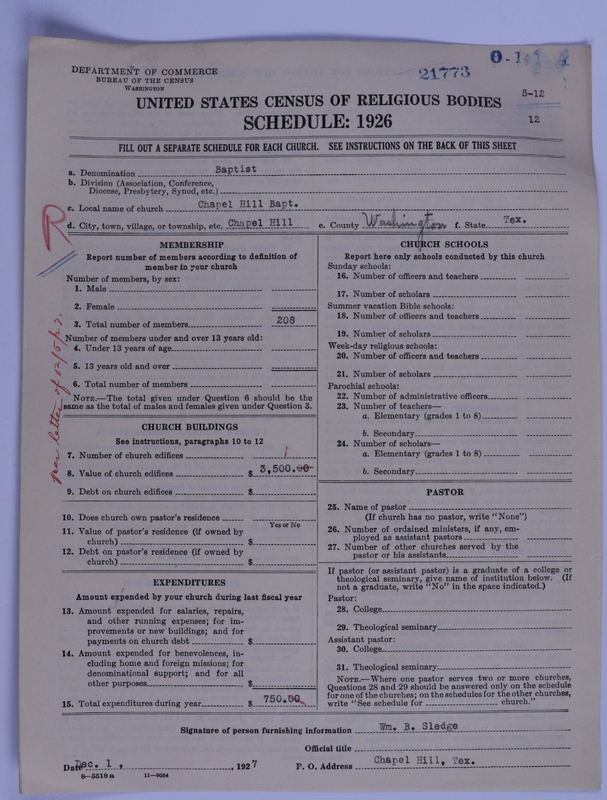 DEPARTMENT OF COMMERCE
BUREAU OF THE CENSUS
WASHINGTON
21773
0-1
5-12
12
UNITED STATES CENSUS OF RELIGIOUS BODIES
SCHEDULE: 1926
FILL OUT A SEPARATE SCHEDULE FOR EACH CHURCH. SEE INSTRUCTIONS ON THE BACK OF THIS SHEET
a. Denomination Baptist
b. Division (Association, Conference,
Diocese, Presbytery, Synod, etc.)
c. Local name of church Chapel Hill Bapt.
R
d. City, town, village, or township, etc. Chapel Hill e. County Washington f. State Tex.
MEMBERSHIP
Report number of members according to definition of
member in your church
Number of members, by sex:
1. Male
2. Female
3. Total number of members 208
Number of members under and over 13 years old:
4. Under 13 years of age
5. 13 years old and over
6. Total number of members
NOTE.—The total given under Question 6 should be the
same as the total of males and females given under Question 3.
per letter of
CHURCH BUILDINGS
See instructions, paragraphs 10 to 12
7. Number of church edifices 1
8. Value of church edifices $ 3,500.00
9. Debt on church edifices $
10. Does church own pastor's residence
Yes or No
11. Value of pastor's residence (if owned by
church) $
12. Debt on pastor's residence (if owned by
church) $
EXPENDITURES
Amount expended by your church during last fiscal year
13. Amount expended for salaries, repairs,
and other running expenses; for im-
provements or new buildings; and for
payments on church debt $
14. Amount expended for benevolences, in-
cluding home and foreign missions; for
denominational support; and for all
other purposes $
15. Total expenditures during year $ 750.00
CHURCH SCHOOLS
Report here only schools conducted by this church
Sunday schools:
16. Number of officers and teachers
17. Number of scholars
Summer vacation Bible schools:
18. Number of officers and teachers
19. Number of scholars
Week-day religious schools:
20. Number of officers and teachers
21. Number of scholars
Parochial schools:
22. Number of administrative officers
23. Number of teachers—
a. Elementary (grades 1 to 8)
b. Secondary
24. Number of scholars—
a. Elementary (grades 1 to 8)
b. Secondary
PASTOR
25. Name of pastor
(If church has no pastor, write "None")
26. Number of ordained ministers, if any, em-
ployed as assistant pastors
27. Number of other churches served by the
pastor or his assistants
If pastor (or assistant pastor) is a graduate of a college or
theological seminary, give name of institution below. (If
not a graduate, write "No" in the space indicated.)
Pastor:
28. College
29. Theological seminary
Assistant pastor:
30. College
31. Theological seminary
NOTE.—Where one pastor serves two or more churches,
Questions 28 and 29 should be answered only on the schedule
for one of the churches; on the schedules for the other churches,
write "See schedule for church."
Signature of person furnishing information Wm. B. Sledge
Official title
Date Dec. 1, , 1927 P. O. Address Chapel Hill, Tex.
8-5518a 11-9094